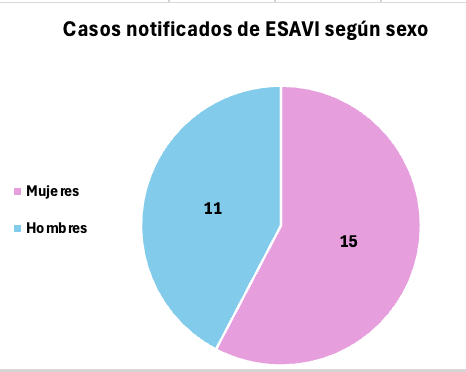 Casos notificados de ESAVI según sexo
Mujeres
Hombres
11
15